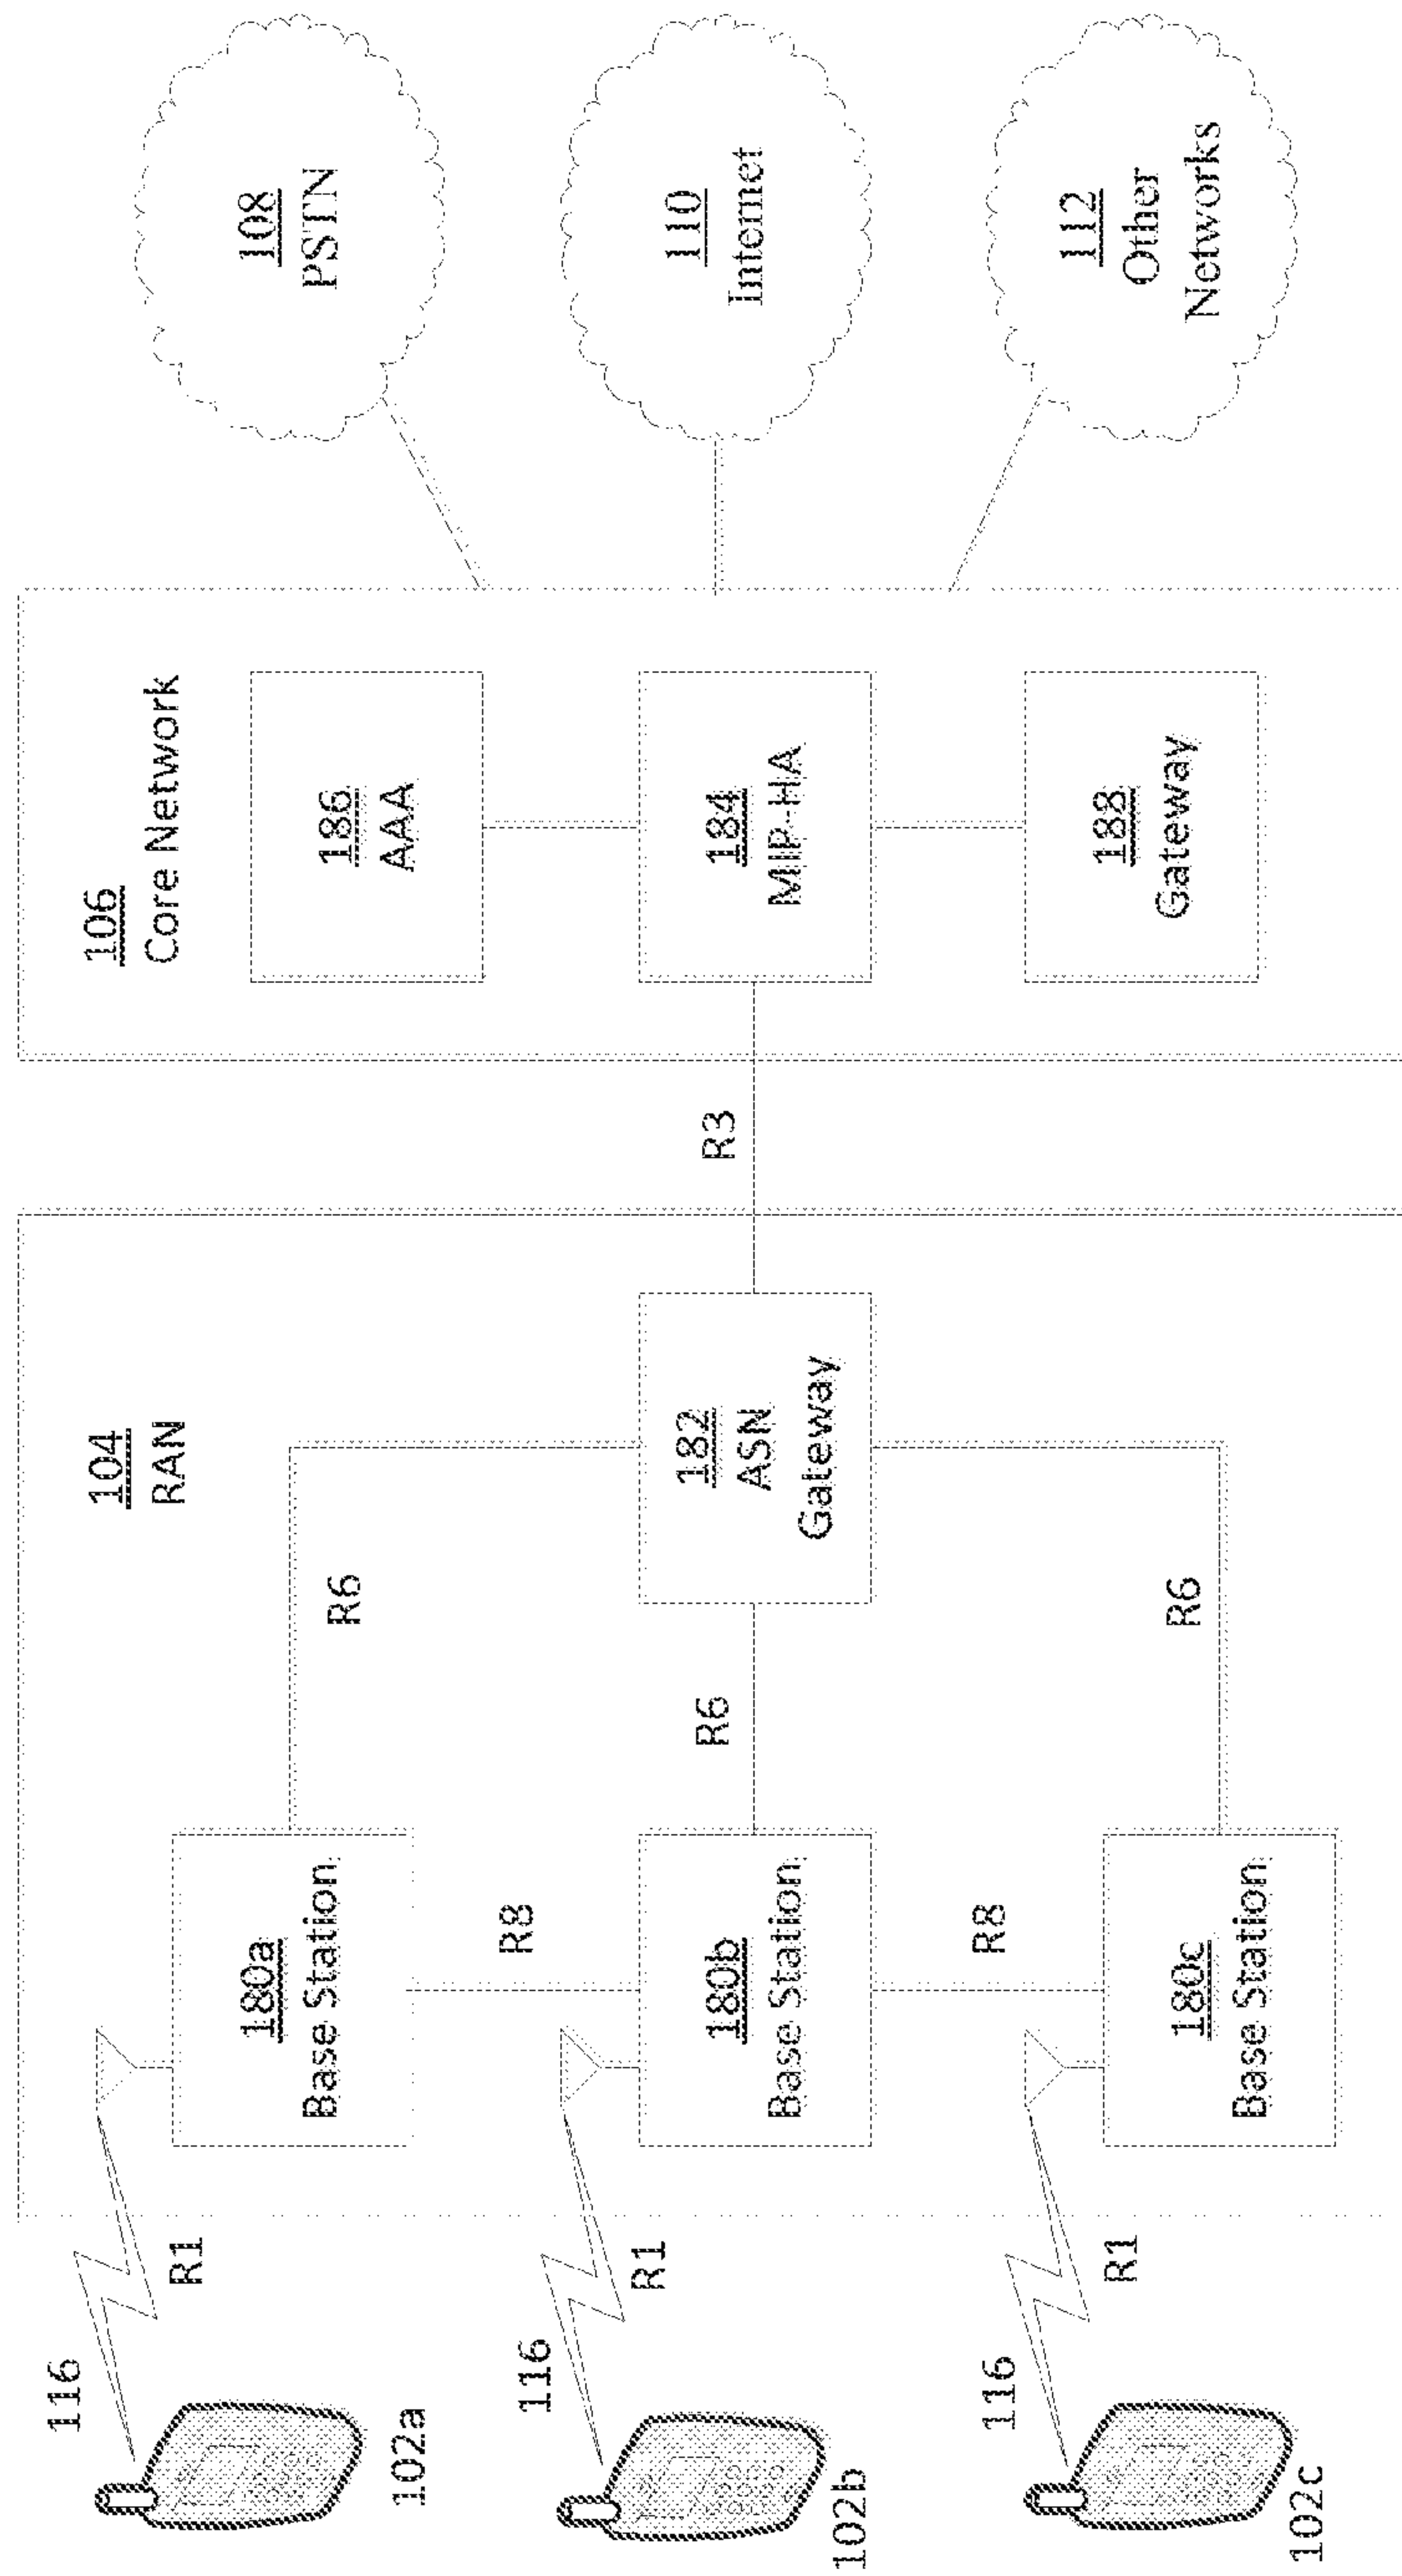 116
R1
102a
116
R1
102b
116
R1
102c
104
RAN
180a
Base Station
R8
180b
Base Station
R8
180c
Base Station
R6
R6
R6
182
ASN
Gateway
R3
106
Core Network
186
AAA
184
MIP-HA
188
Gateway
108
PSTN
110
Internet
112
Other
Networks